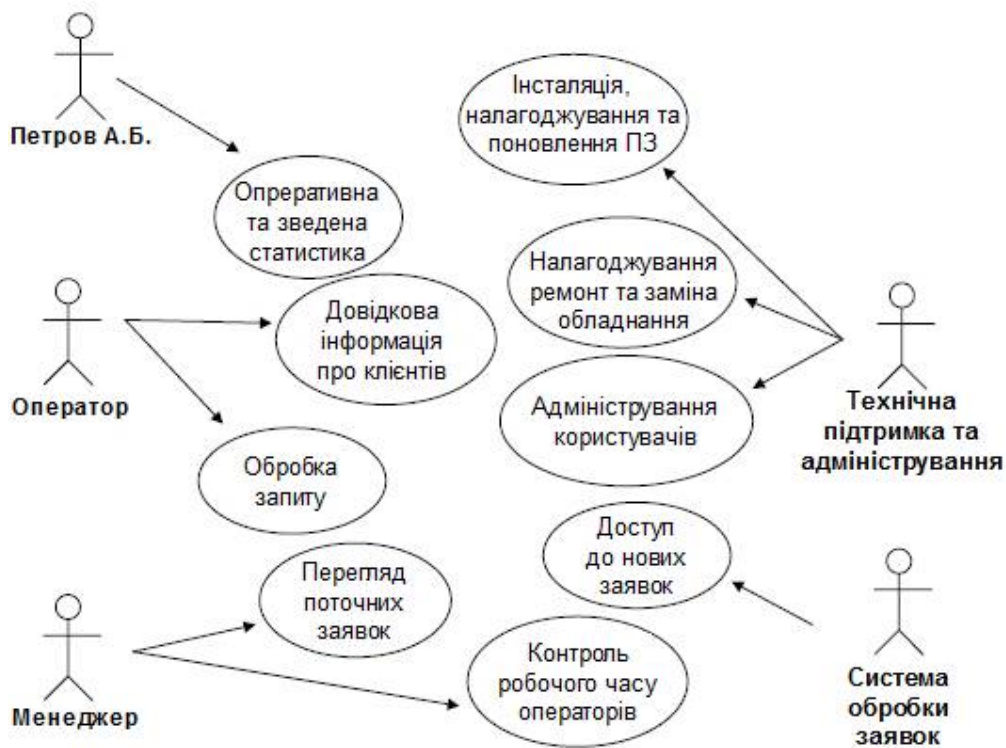 Петров А.Б.
Інсталяція,
налагоджування та
поновлення ПЗ
Опреративна
та зведена
статистика
Налагоджування
ремонт та заміна
обладнання
Оператор
Довідкова
інформація
про клієнтів
Адміністрування
користувачів
Технічна
підтримка та
адміністрування
Обробка
запиту
Доступ
до нових
заявок
Перегляд
поточних
заявок
Менеджер
Контроль
робочого часу
операторів
Система
обробки
заявок